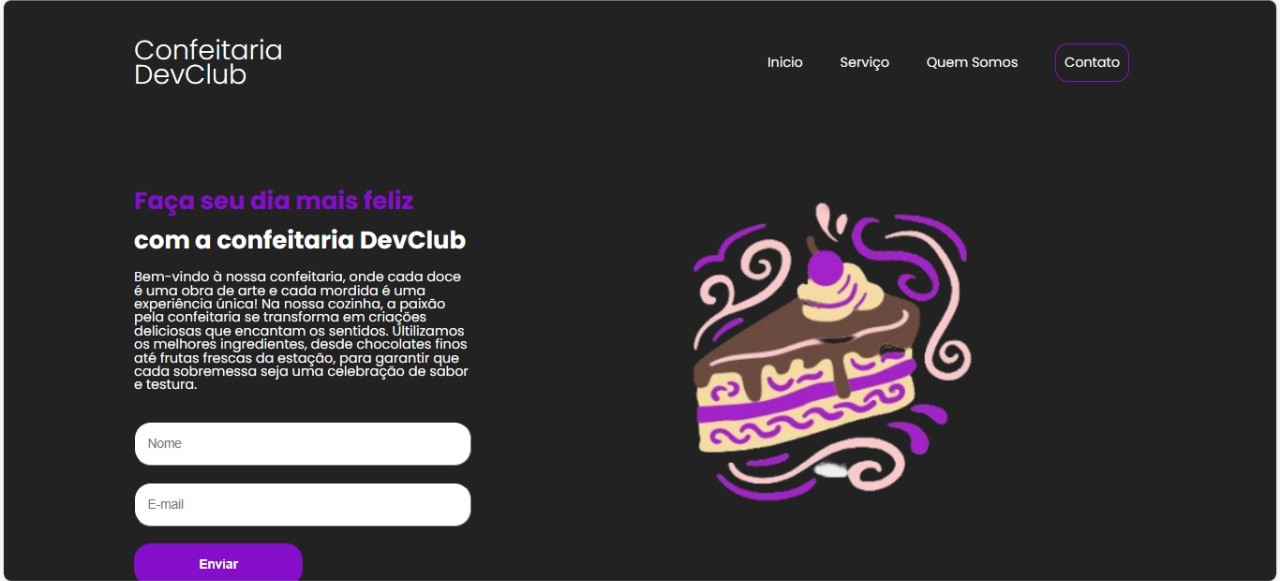 Confeitaria
DevClub
Inicio Serviço Quem Somos Contato
Faça seu dia mais feliz
com a confeitaria DevClub
Bem-vindo à nossa confeitaria, onde cada doce
é uma obra de arte e cada mordida é uma
experiência única! Na nossa cozinha, a paixão
pela confeitaria se transforma em criações
deliciosas que encantam os sentidos. Ultilizamos
os melhores ingredientes, desde chocolates finos
até frutas frescas da estação, para garantir que
cada sobremessa seja uma celebração de sabor
e testura.
Nome
E-mail
Enviar